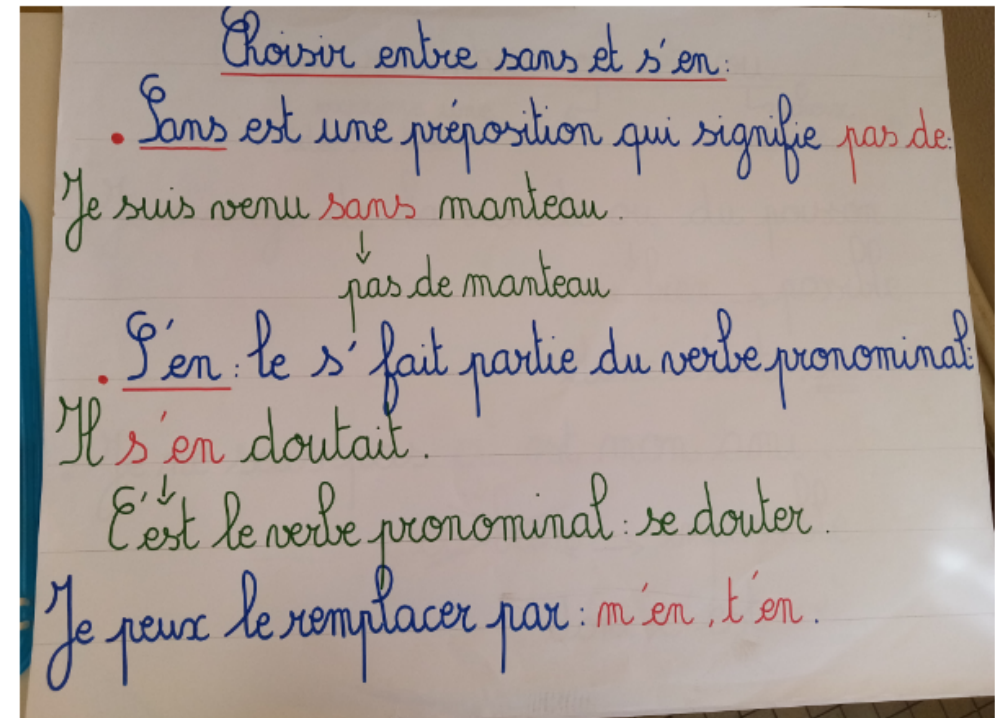 Choisir entre sans et s'en :
. Sans est une préposition qui signifie pas de :
Je suis venu sans manteau.
↓
pas de manteau
. S'en : le s' fait partie du verbe pronominal :
Il s'en doutait.
↓
C'est le verbe pronominal : se douter.
Je peux le remplacer par : m'en, t'en.